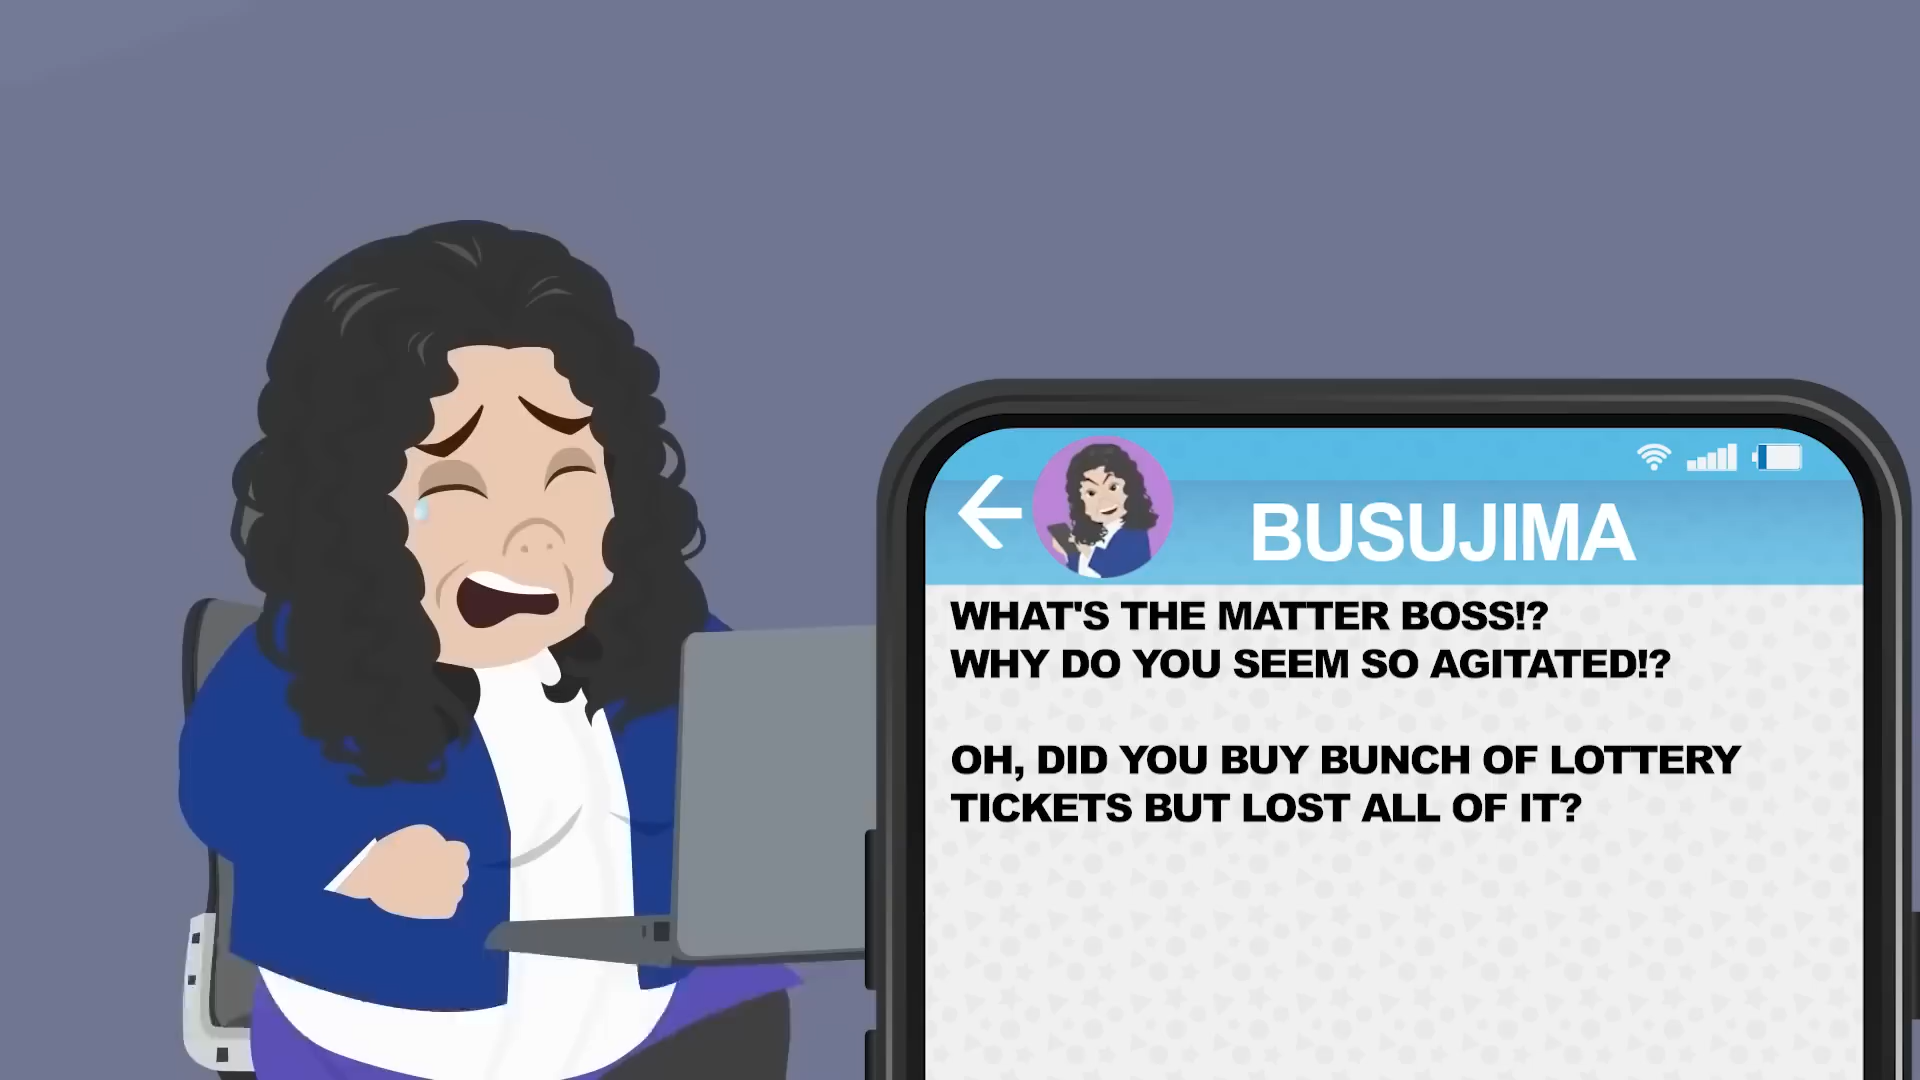 BUSUJIMA
WHAT'S THE MATTER BOSS!?
WHY DO YOU SEEM SO AGITATED!?
OH, DID YOU BUY BUNCH OF LOTTERY
TICKETS BUT LOST ALL OF IT?